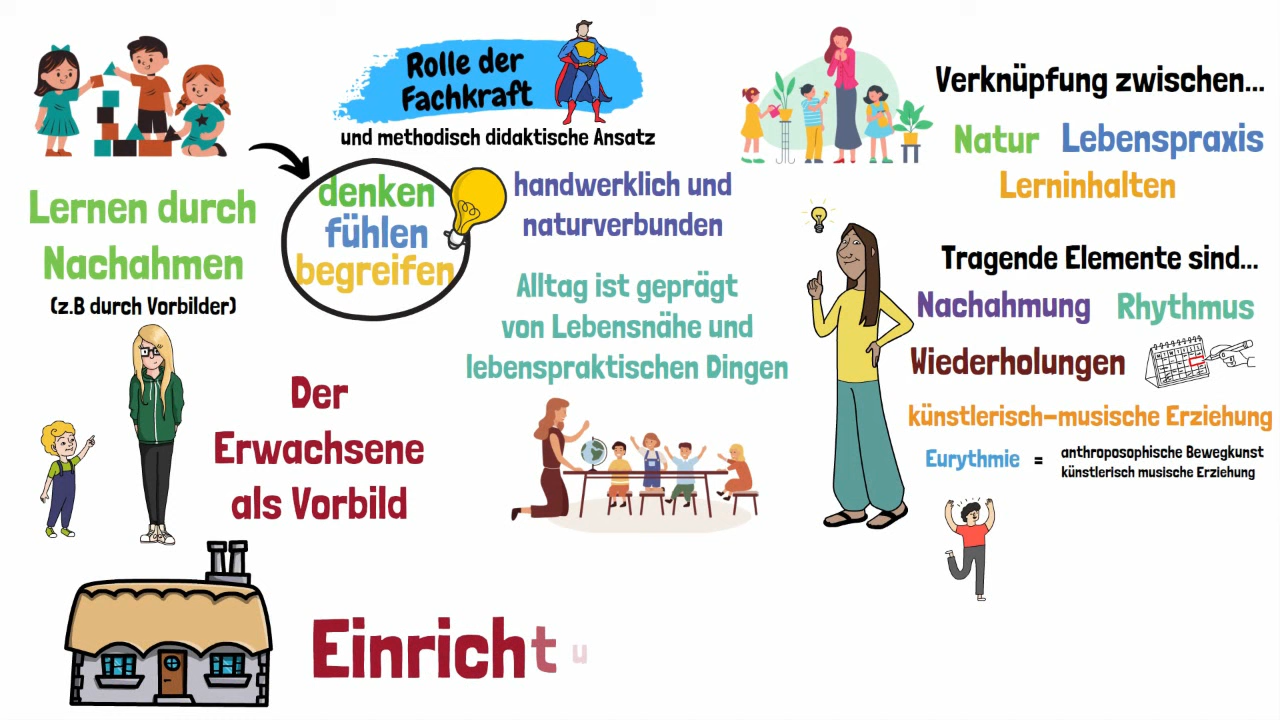 Rolle der
Fachkraft
und methodisch didaktische Ansatz
Lernen durch
Nachahmen
(z.B durch Vorbilder)
denken
fühlen
begreifen
handwerklich und
naturverbunden
Alltag ist geprägt
von Lebensnähe und
lebenspraktischen Dingen
Der
Erwachsene
als Vorbild
Verknüpfung zwischen...
Natur Lebenspraxis
Lerninhalten
Tragende Elemente sind...
Nachahmung Rhythmus
Wiederholungen
künstlerisch-musische Erziehung
Eurythmie = anthroposophische Bewegkunst
künstlerisch musische Erziehung
Einrichtu